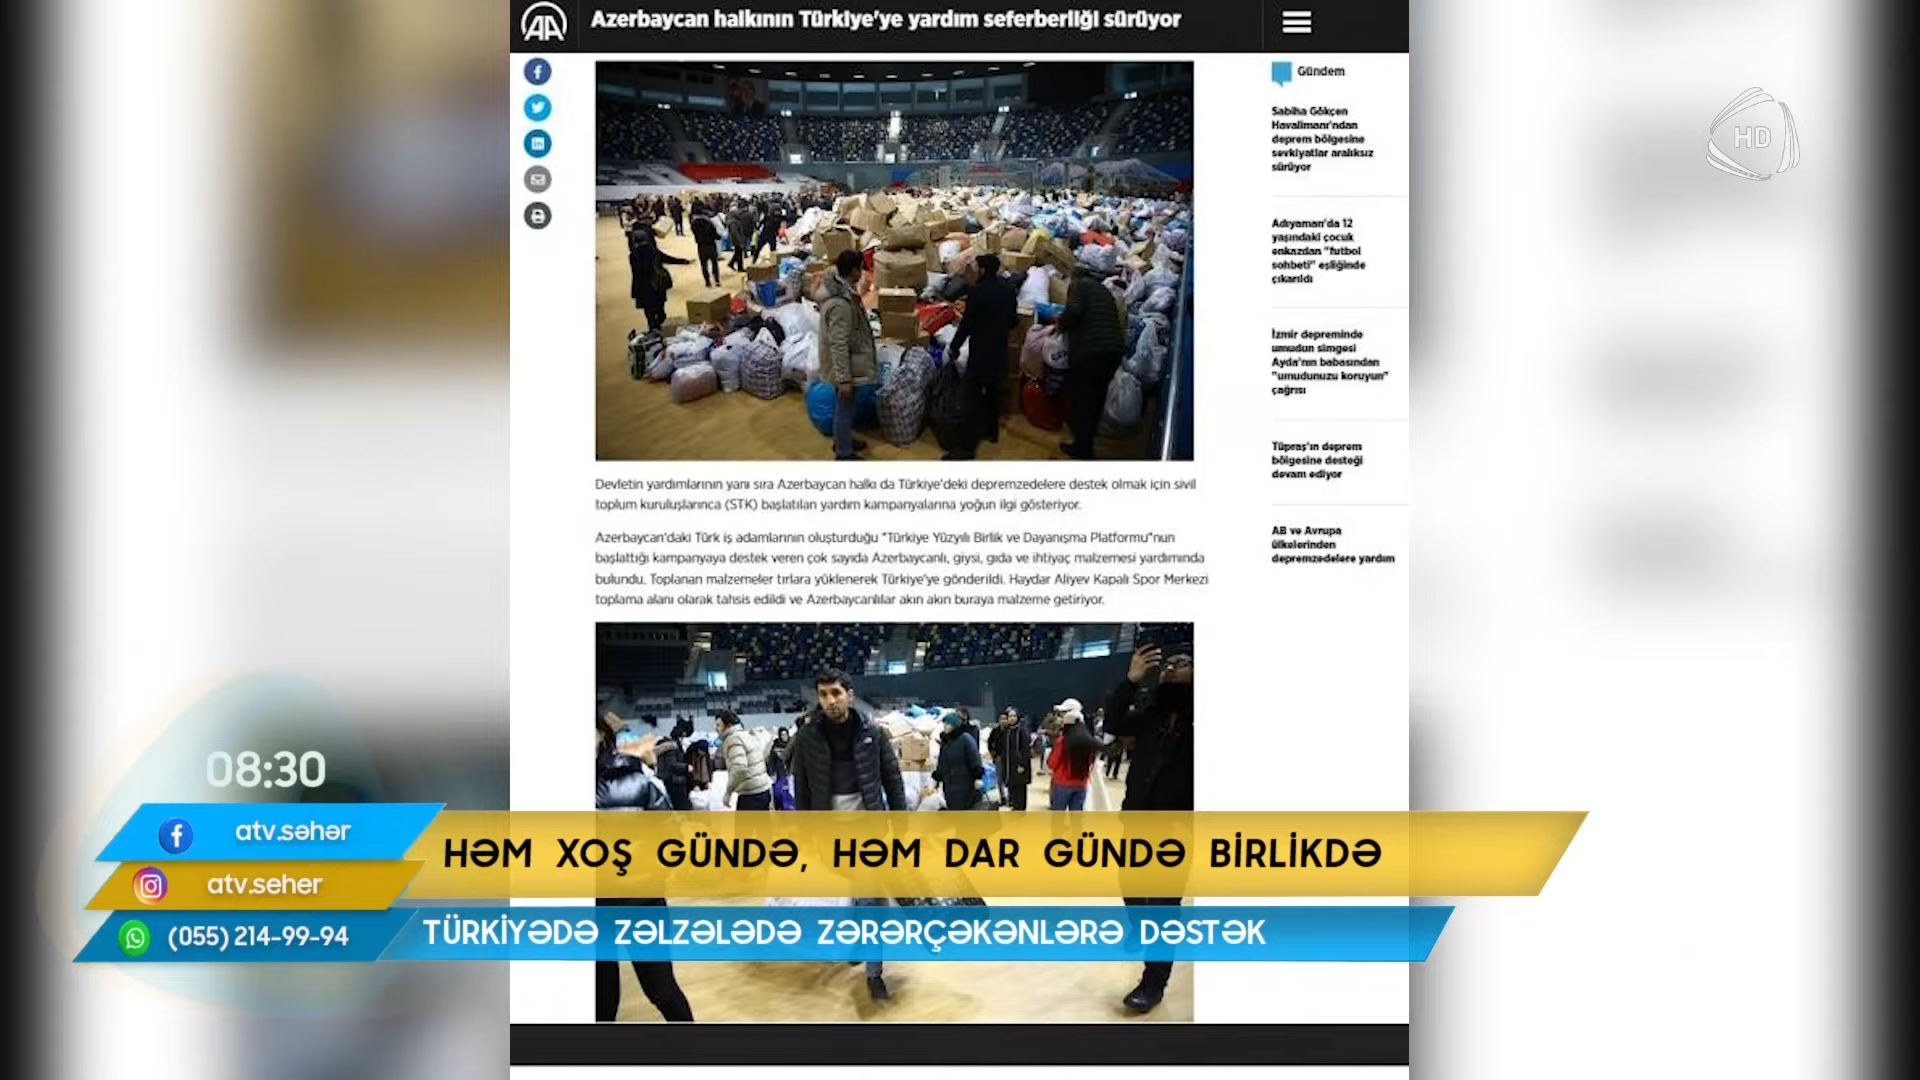 AA
Azerbaycan halkının Türkiye'ye yardım seferberliği sürüyor
Gündem
Sabiha Gökçen
Havalimanı'ndan
deprem bölgesine
sevkiyatlar aralıksız
sürüyor
Adıyaman'da 12
yaşındaki çocuk
enkazdan "futbol
sohbeti" eşliğinde
çıkarıldı
İzmir depreminde
umudun simgesi
Ayda'nın babasından
"umudunuzu koruyun"
çağrısı
Tüpraş'ın deprem
bölgesine desteği
devam ediyor
AB ve Avrupa
ülkelerinden
depremzedelere yardım
HD
Devletin yardımlarının yanı sıra Azerbaycan halkı da Türkiye'deki depremzedelere destek olmak için sivil
toplum kuruluşlarınca (STK) başlatılan yardım kampanyalarına yoğun ilgi gösteriyor.
Azerbaycan'daki Türk iş adamlarının oluşturduğu "Türkiye Yüzyılı Birlik ve Dayanışma Platformu"nun
başlattığı kampanyaya destek veren çok sayıda Azerbaycanlı, giysi, gıda ve ihtiyaç malzemesi yardımında
bulundu. Toplanan malzemeler tırlara yüklenerek Türkiye'ye gönderildi. Haydar Aliyev Kapalı Spor Merkezi
toplama alanı olarak tahsis edildi ve Azerbaycanlılar akın akın buraya malzeme getiriyor.
08:30
atv.səhər
atv.seher
(055) 214-99-94
HƏM XOŞ GÜNDƏ, HƏM DAR GÜNDƏ BİRLİKDƏ
TÜRKİYƏDƏ ZƏLZƏLƏDƏ ZƏRƏRÇƏKƏNLƏRƏ DƏSTƏK